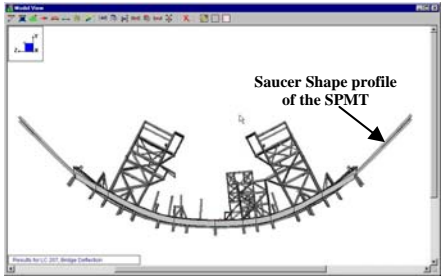 Model View
Y
Z
Saucer Shape profile
of the SPMT
Results for LC 207, Bridge Deflection